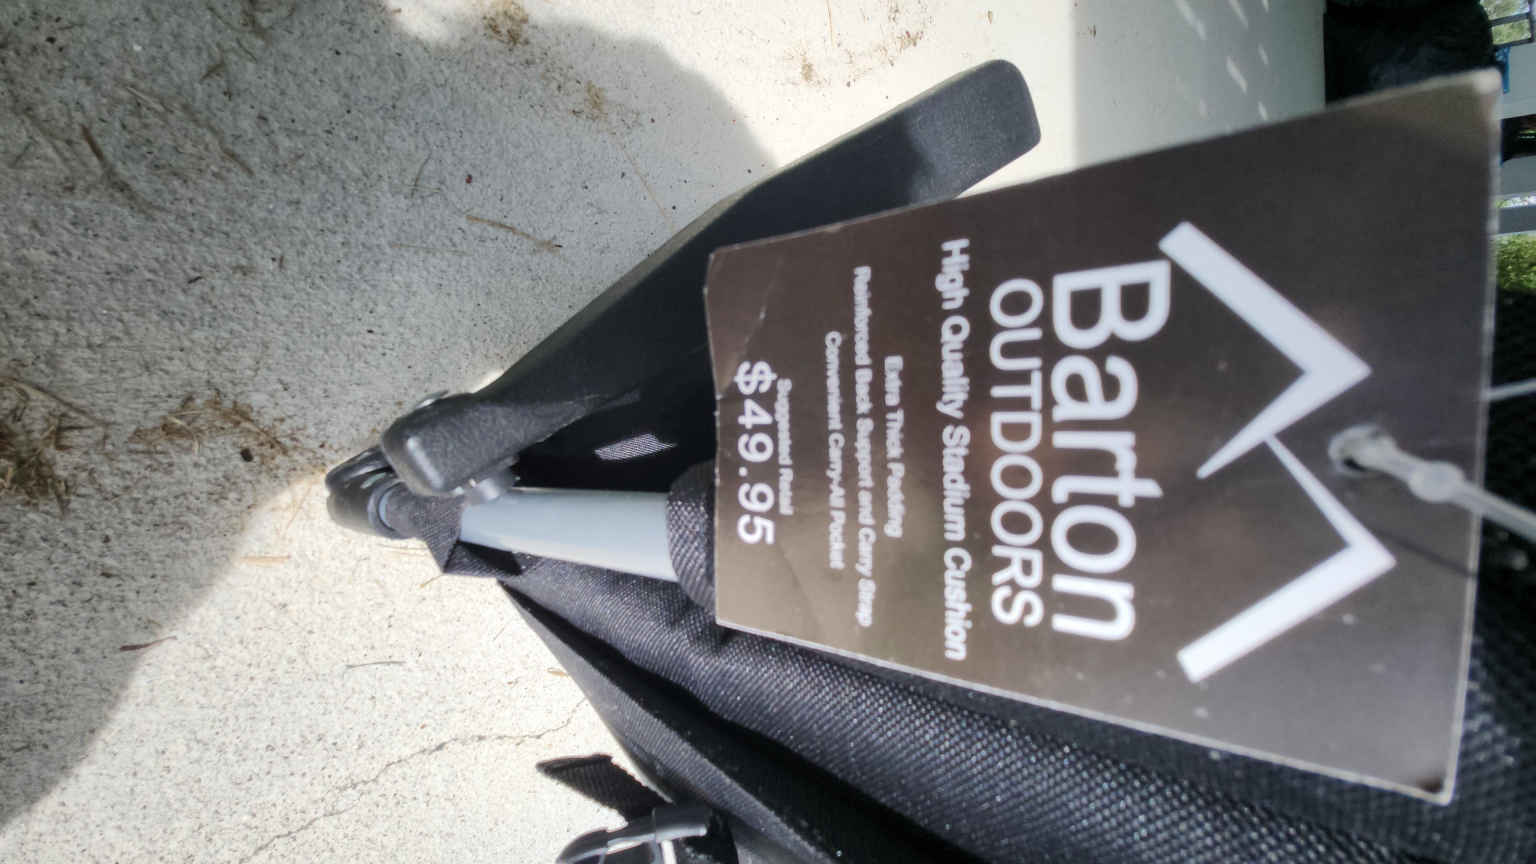 Barton
OUTDOORS
High Quality Stadium Cushion
Extra Thick Padding
Reinforced Back Support and Carry Strap
Convenient Carry-All Pocket
Suggested Retail
$49.95